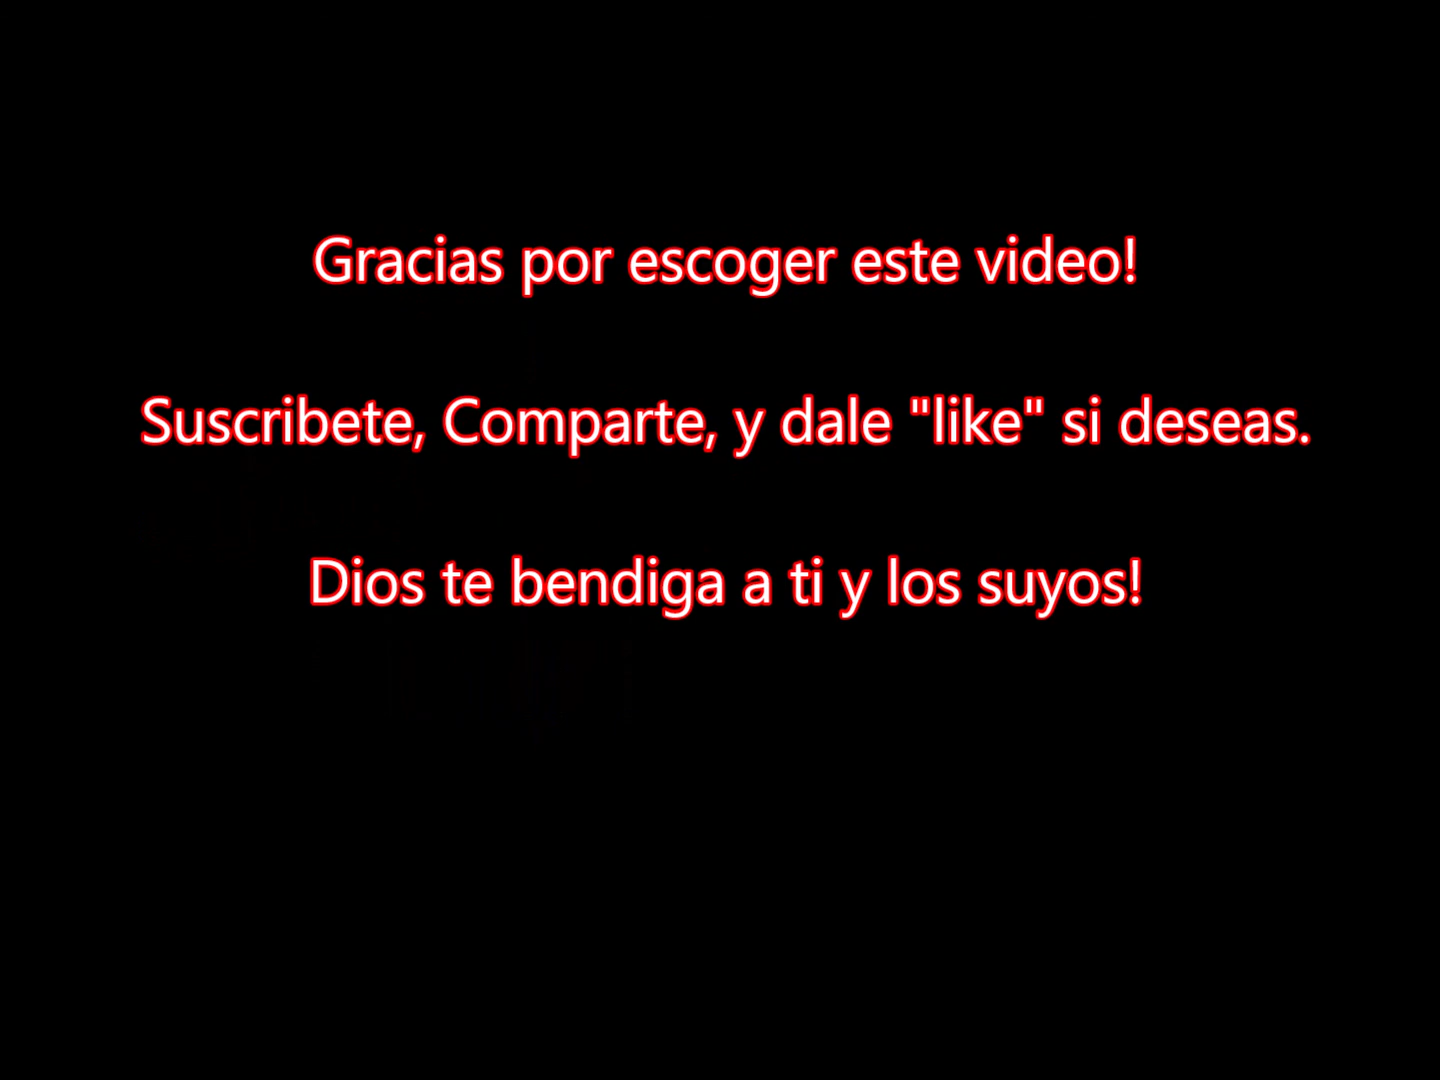 Gracias por escoger este video!
Suscribete, Comparte, y dale "like" si deseas.
Dios te bendiga a ti y los suyos!